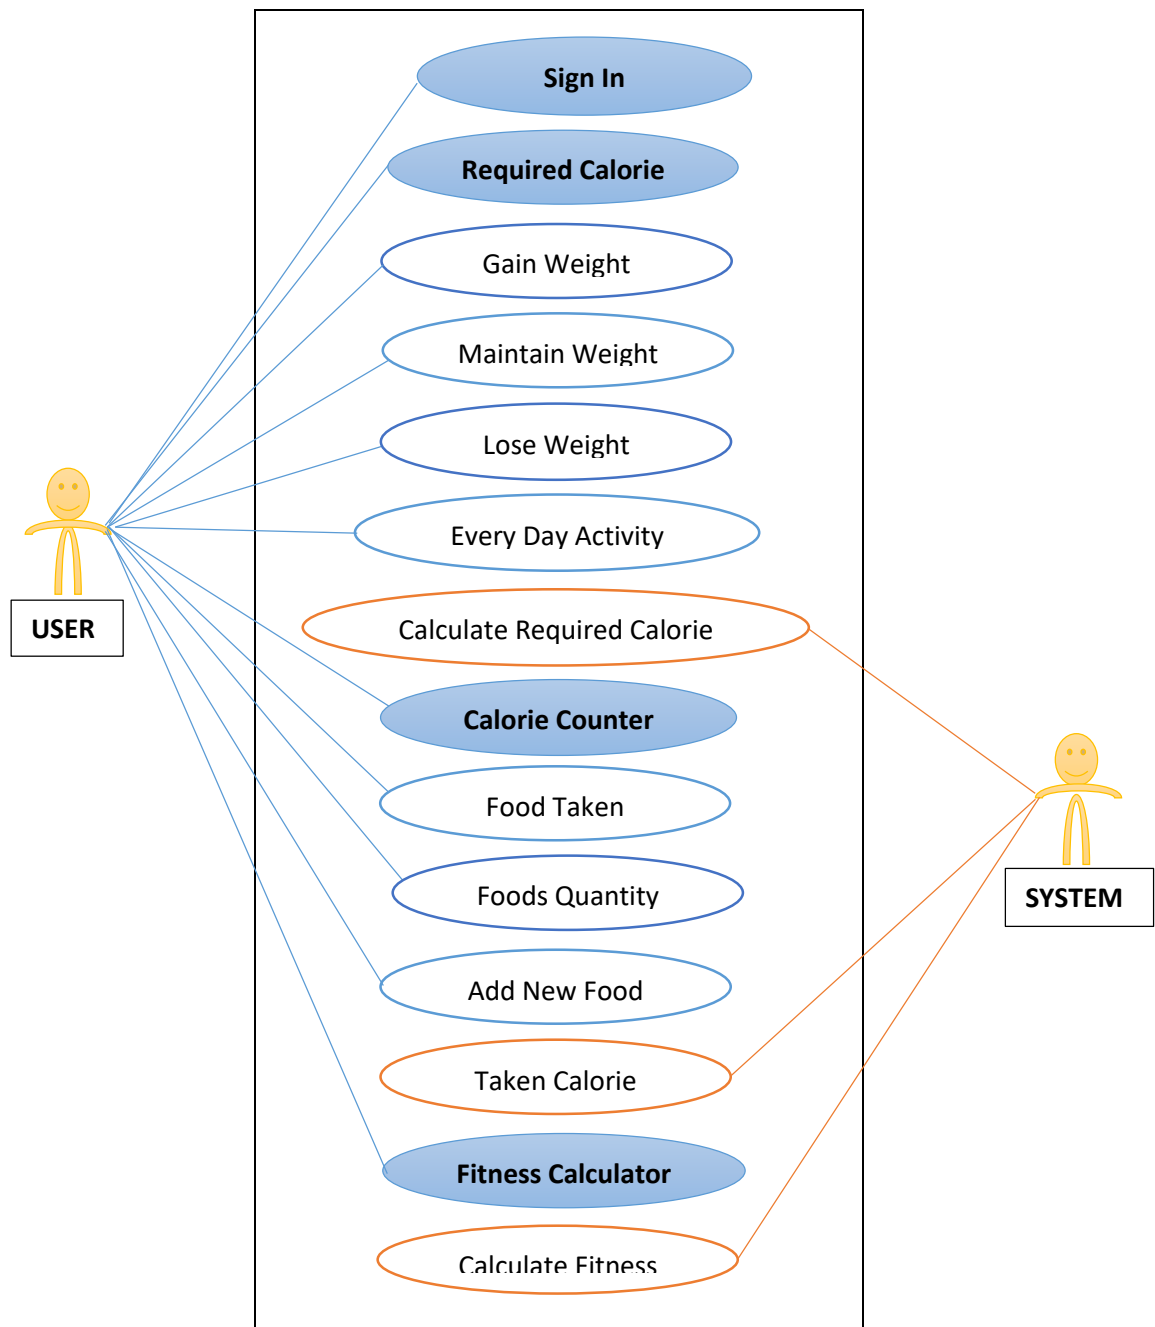 Sign In
Required Calorie
Gain Weight
Maintain Weight
Lose Weight
Every Day Activity
USER
Calculate Required Calorie
Calorie Counter
Food Taken
Foods Quantity
SYSTEM
Add New Food
Taken Calorie
Fitness Calculator
Calculate Fitness